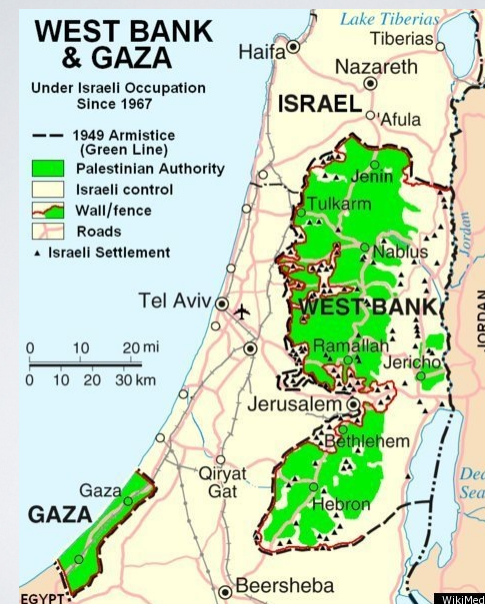 WEST BANK
& GAZA
Under Israeli Occupation
Since 1967
1949 Armistice
(Green Line)
Palestinian Authority
Israeli control
Wall/fence
Roads
Israeli Settlement
Lake Tiberias
Tiberias
Haifa
Nazareth
ISRAEL
'Afula
Jenin
Tulkarm
Nablus
Jordan
Tel Aviv
WEST BANK
JORDAN
0 10 20 mi
0 10 20 30 km
Ramallah
Jericho
Jerusalem
Bethlehem
Qiryat
Gat
Dead
Sea
Gaza
GAZA
Hebron
Beersheba
EGYPT
WikiMed